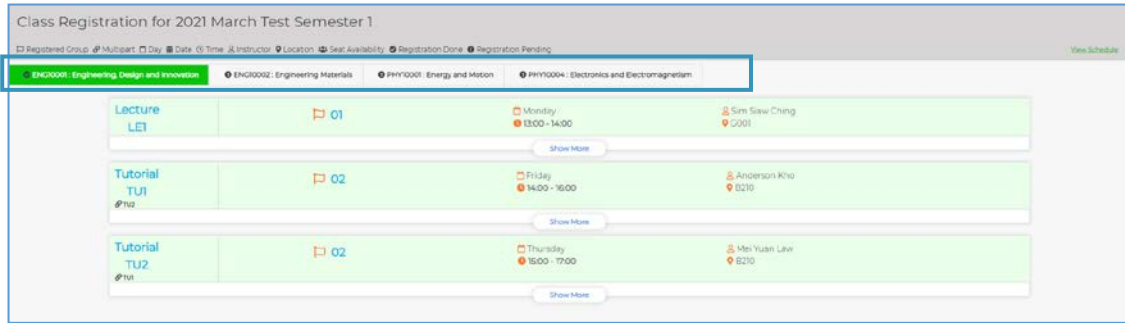 Class Registration for 2021 March Test Semester 1
Registered Group Multipart Day Date Time Instructor Location Seat Availability Registration Done Registration Pending View Schedule
ENG10001 : Engineering, Design and Innovation ENG10002 : Engineering Materials PHY10001 : Energy and Motion PHY10004 : Electronics and Electromagnetism
Lecture
LE1
01
Monday
13:00 - 14:00
Sim Siaw Ching
G001
Show More
Tutorial
TU1
TU2
02
Friday
14:00 - 16:00
Anderson Kho
B210
Show More
Tutorial
TU2
TU1
02
Thursday
15:00 - 17:00
Mei Yuan Law
B210
Show More